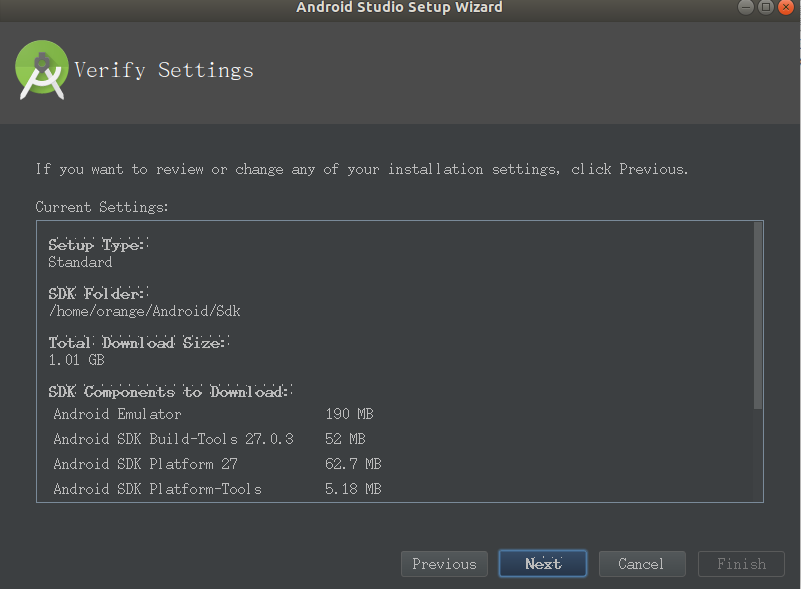 Android Studio Setup Wizard
Verify Settings
If you want to review or change any of your installation settings, click Previous.
Current Settings:
Setup Type:
Standard
SDK Folder:
/home/orange/Android/Sdk
Total Download Size:
1.01 GB
SDK Components to Download:
Android Emulator 190 MB
Android SDK Build-Tools 27.0.3 52 MB
Android SDK Platform 27 62.7 MB
Android SDK Platform-Tools 5.18 MB
Previous Next Cancel Finish